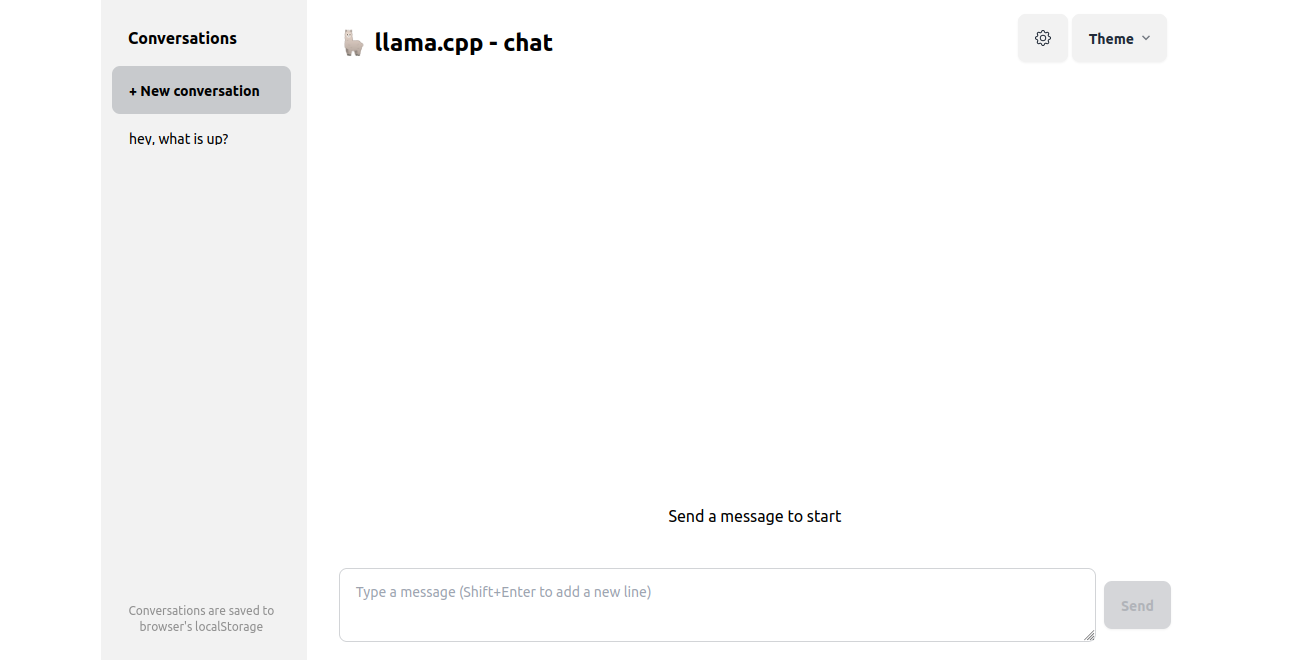 Conversations
+ New conversation
hey, what is up?
Conversations are saved to
browser's localStorage
🦙 llama.cpp - chat
Theme
Send a message to start
Type a message (Shift+Enter to add a new line)
Send